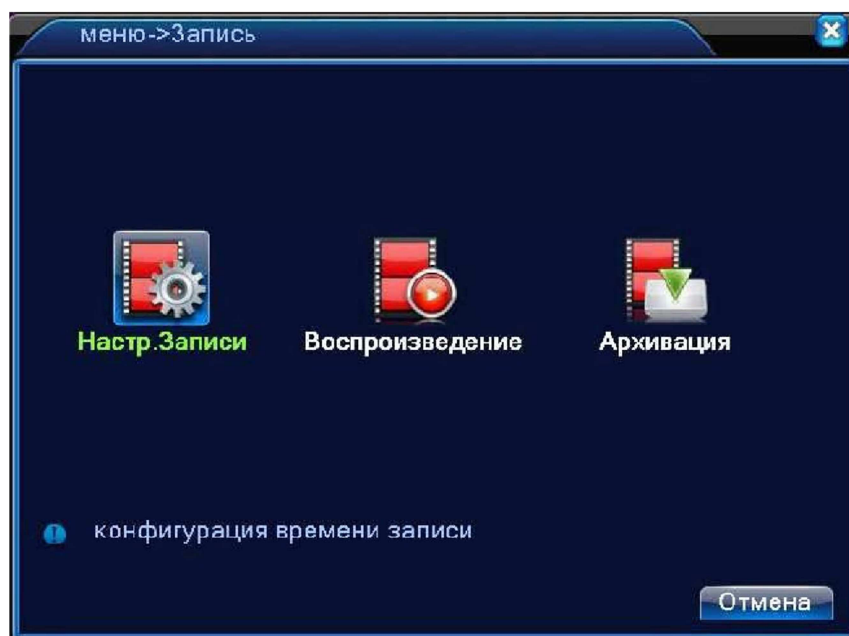 меню->Запись
Настр.Записи
Воспроизведение
Архивация
конфигурация времени записи
Отмена